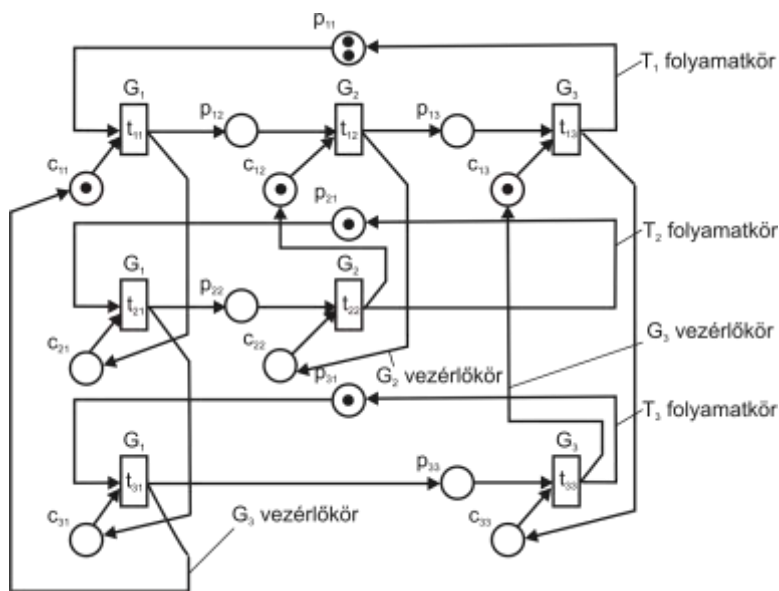 p₁₁
T₁ folyamatkör
G₁ p₁₂ G₂ p₁₃ G₃
t₁₁ t₁₂ t₁₃
c₁₁ c₁₂ c₁₃
p₂₁
T₂ folyamatkör
G₁ p₂₂ G₂
t₂₁ t₂₂
c₂₁ c₂₂
G₃ vezérlőkör
p₃₁ G₂ vezérlőkör
T₃ folyamatkör
G₁ p₃₃ G₃
t₃₁ t₃₃
c₃₁ G₃ vezérlőkör c₃₃